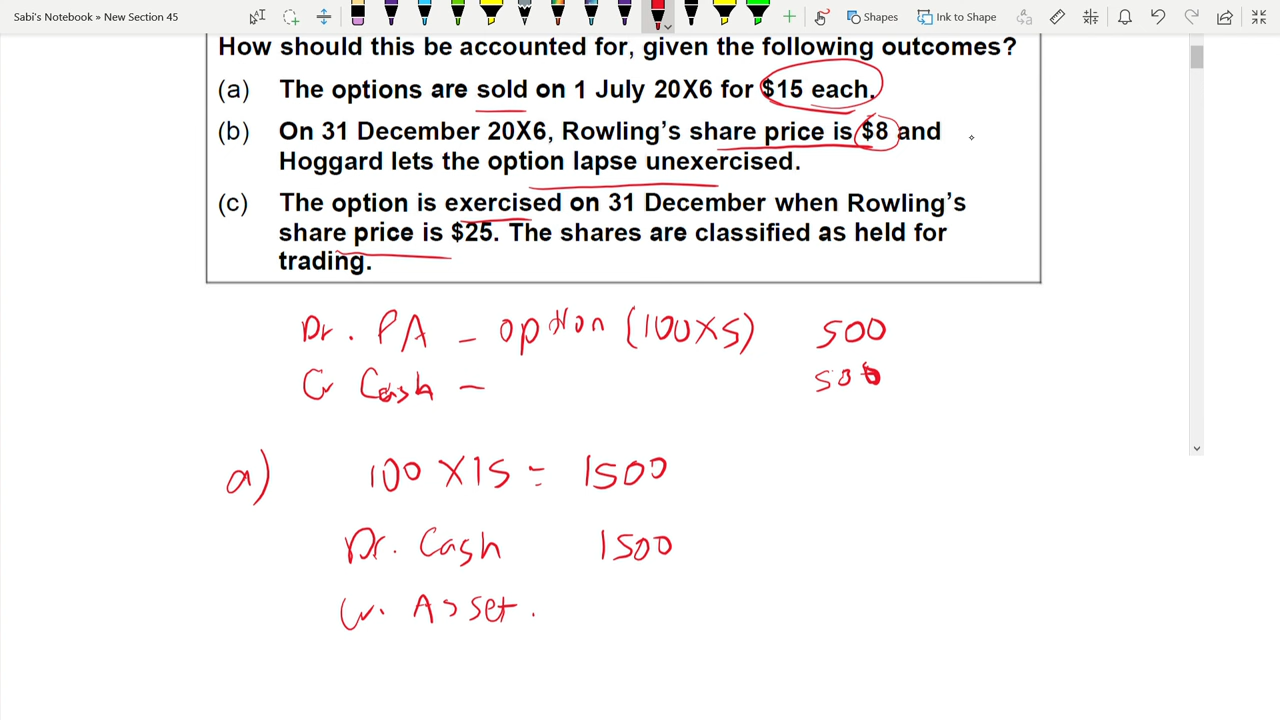 Sabi's Notebook » New Section 45
Shapes
Ink to Shape
How should this be accounted for, given the following outcomes?
(a) The options are sold on 1 July 20X6 for $15 each.
(b) On 31 December 20X6, Rowling's share price is $8 and
Hoggard lets the option lapse unexercised.
(c) The option is exercised on 31 December when Rowling's
share price is $25. The shares are classified as held for
trading.
Dr. PA - option (100x5) 500
Cr Cash - 500
a) 100 X 15 = 1500
Dr. Cash 1500
Cr. Asset.